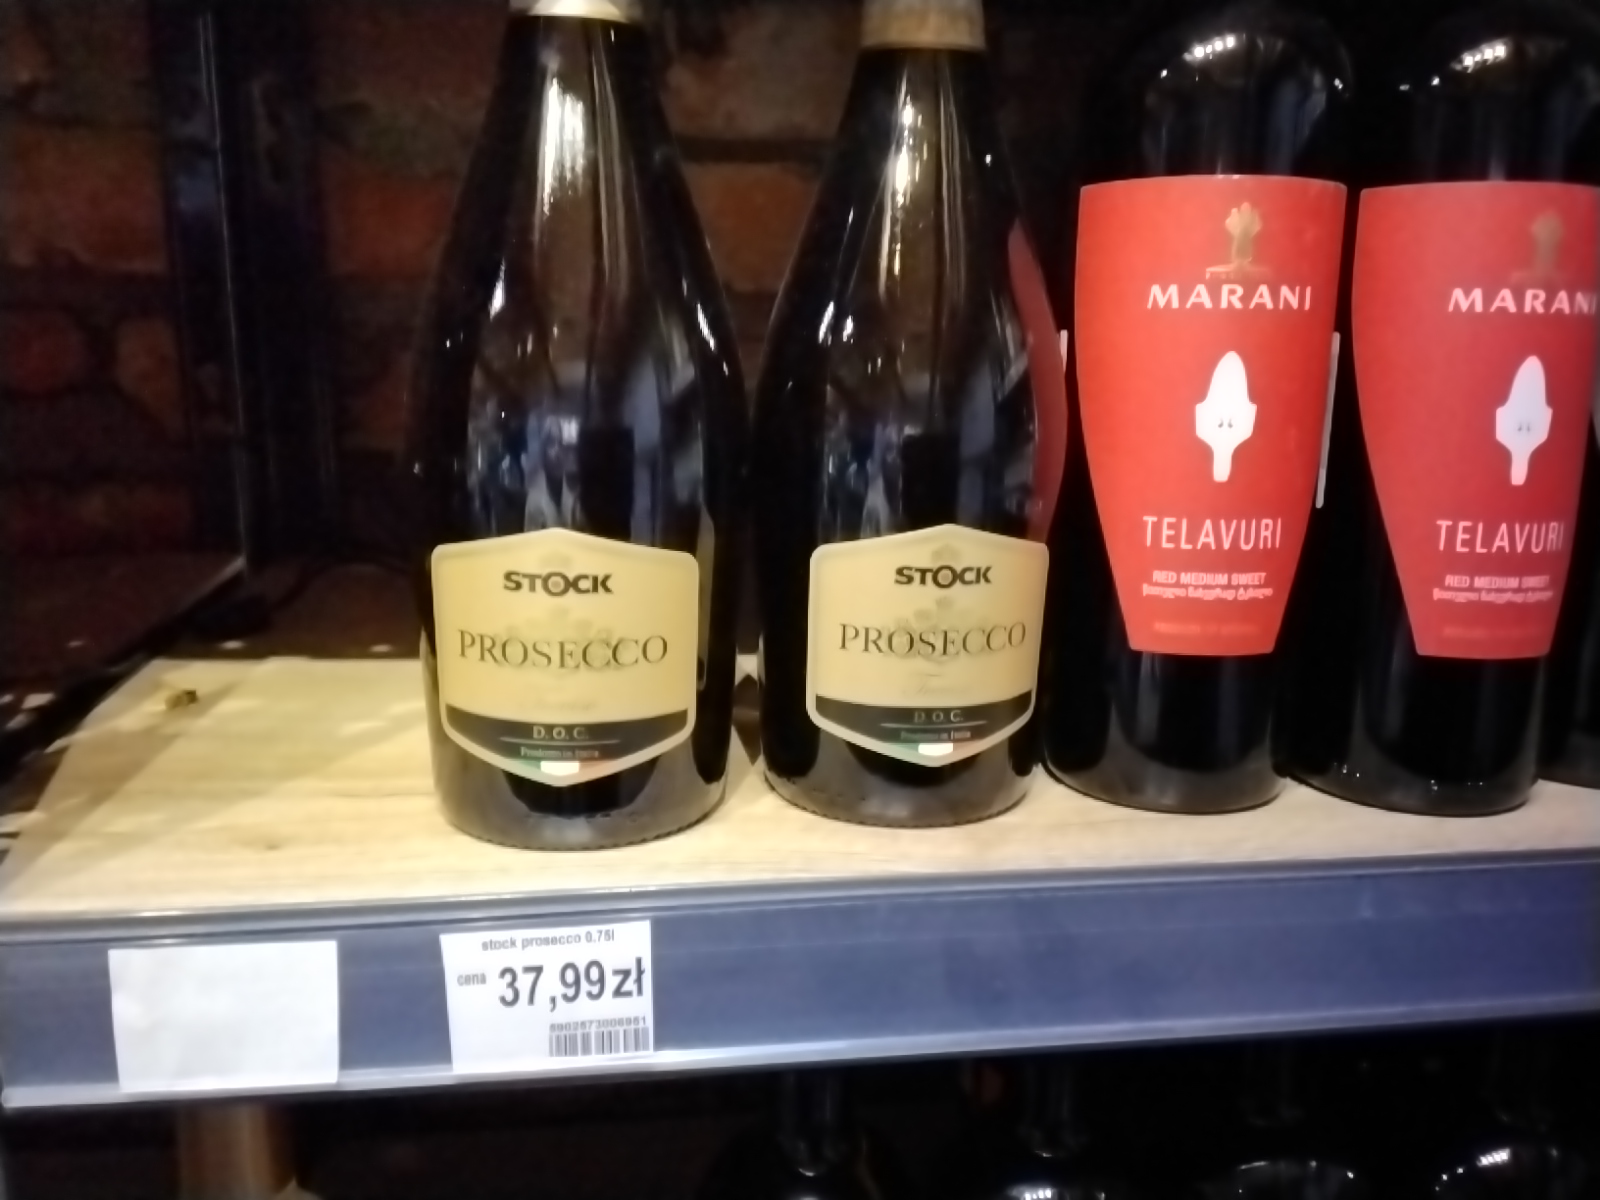 STOCK
PROSECCO
D.O.C.
STOCK
PROSECCO
D.O.C.
MARANI
TELAVURI
RED MEDIUM SWEET
MARANI
TELAVURI
RED MEDIUM SWEET
stock prosecco 0.75l
cena 37,99zł